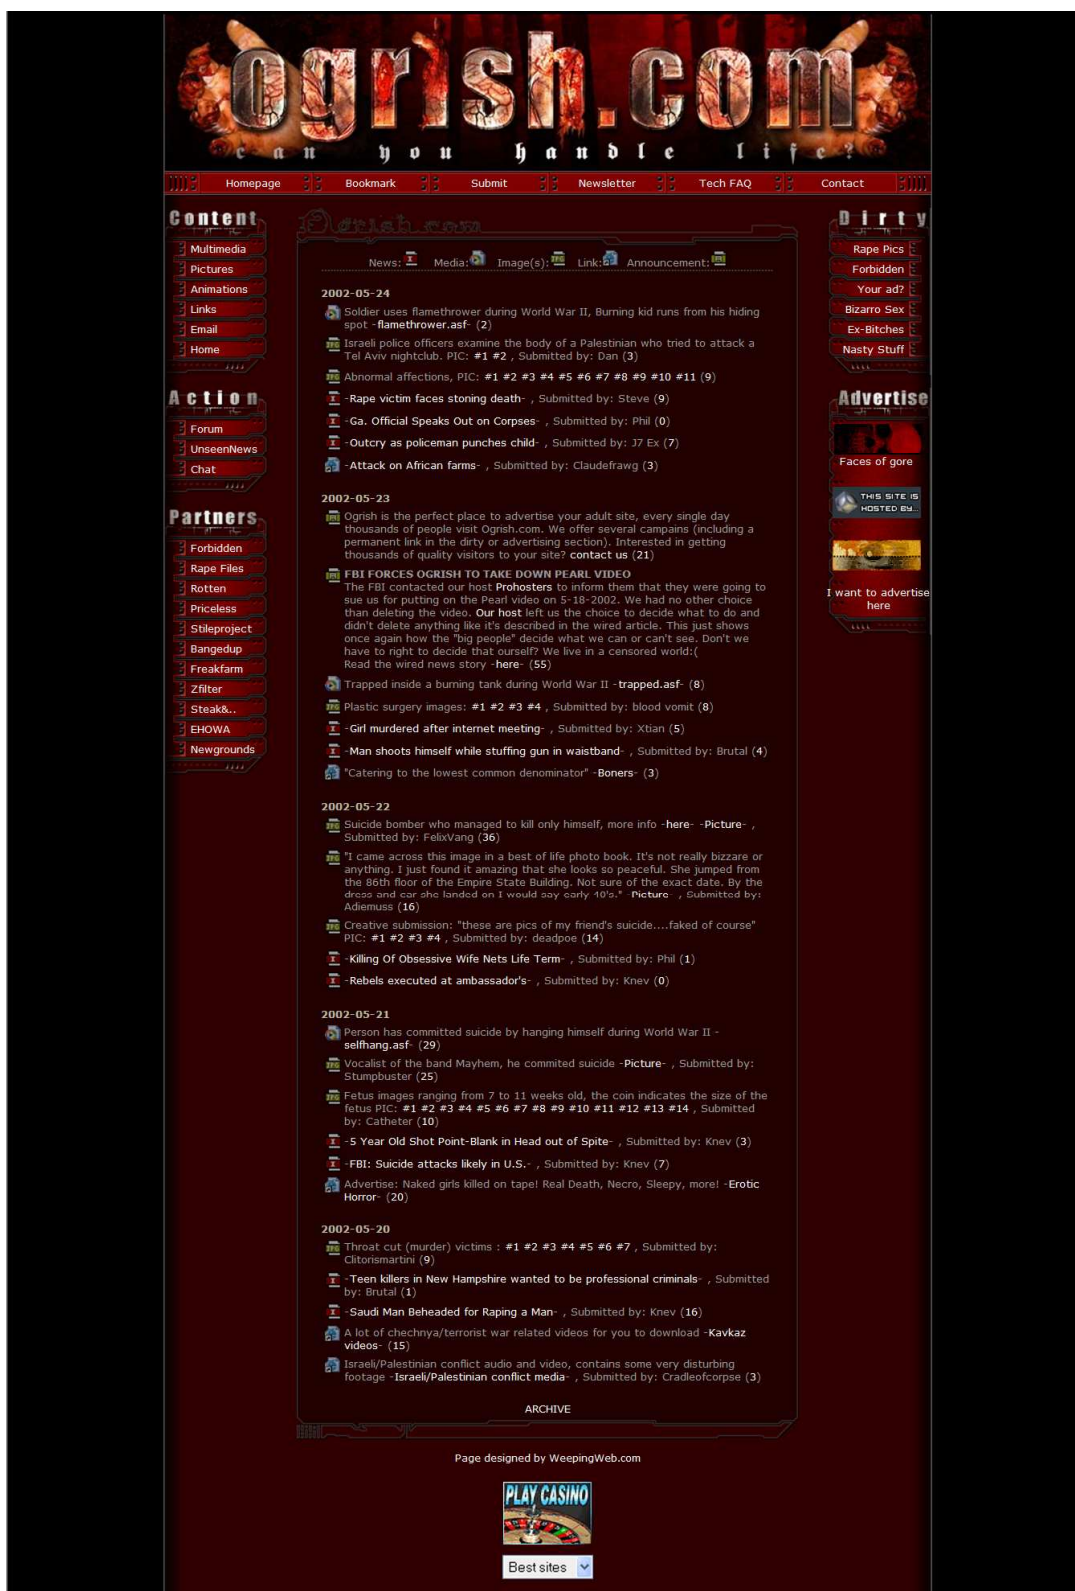 ogrish.com
can you handle life?
Homepage
Bookmark
Submit
Newsletter
Tech FAQ
Contact
Content
Multimedia
Pictures
Animations
Links
Email
Home
Action
Forum
UnseenNews
Chat
Partners
Forbidden
Rape Files
Rotten
Priceless
Stileproject
Bangedup
Freakfarm
Zfilter
Steak&..
EHOWA
Newgrounds
Ogrish.com
News: Media: Image(s): Link: Announcement:
2002-05-24
Soldier uses flamethrower during World War II, Burning kid runs from his hiding
spot -flamethrower.asf- (2)
Israeli police officers examine the body of a Palestinian who tried to attack a
Tel Aviv nightclub. PIC: #1 #2 , Submitted by: Dan (3)
Abnormal affections, PIC: #1 #2 #3 #4 #5 #6 #7 #8 #9 #10 #11 (9)
-Rape victim faces stoning death- , Submitted by: Steve (9)
-Ga. Official Speaks Out on Corpses- , Submitted by: Phil (0)
-Outcry as policeman punches child- , Submitted by: J7 Ex (7)
-Attack on African farms- , Submitted by: Claudefrawg (3)
2002-05-23
Ogrish is the perfect place to advertise your adult site, every single day
thousands of people visit Ogrish.com. We offer several campains (including a
permanent link in the dirty or advertising section). Interested in getting
thousands of quality visitors to your site? contact us (21)
FBI FORCES OGRISH TO TAKE DOWN PEARL VIDEO
The FBI contacted our host Prohosters to inform them that they were going to
sue us for putting on the Pearl video on 5-18-2002. We had no other choice
than deleting the video. Our host left us the choice to decide what to do and
didn't delete anything like it's described in the wired article. This just shows
once again how the "big people" decide what we can or can't see. Don't we
have to right to decide that ourself? We live in a censored world:(
Read the wired news story -here- (55)
Trapped inside a burning tank during World War II -trapped.asf- (8)
Plastic surgery images: #1 #2 #3 #4 , Submitted by: blood vomit (8)
-Girl murdered after internet meeting- , Submitted by: Xtian (5)
-Man shoots himself while stuffing gun in waistband- , Submitted by: Brutal (4)
"Catering to the lowest common denominator" -Boners- (3)
2002-05-22
Suicide bomber who managed to kill only himself, more info -here- -Picture- ,
Submitted by: FelixVang (36)
"I came across this image in a best of life photo book. It's not really bizzare or
anything. I just found it amazing that she looks so peaceful. She jumped from
the 86th floor of the Empire State Building. Not sure of the exact date. By the
dress and car she landed on I would say early 40's." -Picture- , Submitted by:
Adiemuss (16)
Creative submission: "these are pics of my friend's suicide....faked of course"
PIC: #1 #2 #3 #4 , Submitted by: deadpoe (14)
-Killing Of Obsessive Wife Nets Life Term- , Submitted by: Phil (1)
-Rebels executed at ambassador's- , Submitted by: Knev (0)
2002-05-21
Person has committed suicide by hanging himself during World War II -
selfhang.asf- (29)
Vocalist of the band Mayhem, he commited suicide -Picture- , Submitted by:
Stumpbuster (25)
Fetus images ranging from 7 to 11 weeks old, the coin indicates the size of the
fetus PIC: #1 #2 #3 #4 #5 #6 #7 #8 #9 #10 #11 #12 #13 #14 , Submitted
by: Catheter (10)
-5 Year Old Shot Point-Blank in Head out of Spite- , Submitted by: Knev (3)
-FBI: Suicide attacks likely in U.S.- , Submitted by: Knev (7)
Advertise: Naked girls killed on tape! Real Death, Necro, Sleepy, more! -Erotic
Horror- (20)
2002-05-20
Throat cut (murder) victims : #1 #2 #3 #4 #5 #6 #7 , Submitted by:
Clitorismartini (9)
-Teen killers in New Hampshire wanted to be professional criminals- , Submitted
by: Brutal (1)
-Saudi Man Beheaded for Raping a Man- , Submitted by: Knev (16)
A lot of chechnya/terrorist war related videos for you to download -Kavkaz
videos- (15)
Israeli/Palestinian conflict audio and video, contains some very disturbing
footage -Israeli/Palestinian conflict media- , Submitted by: Cradleofcorpse (3)
ARCHIVE
Dirty
Rape Pics
Forbidden
Your ad?
Bizarro Sex
Ex-Bitches
Nasty Stuff
Advertise
Faces of gore
THIS SITE IS
HOSTED BY...
I want to advertise
here
Page designed by WeepingWeb.com
PLAY CASINO
Best sites